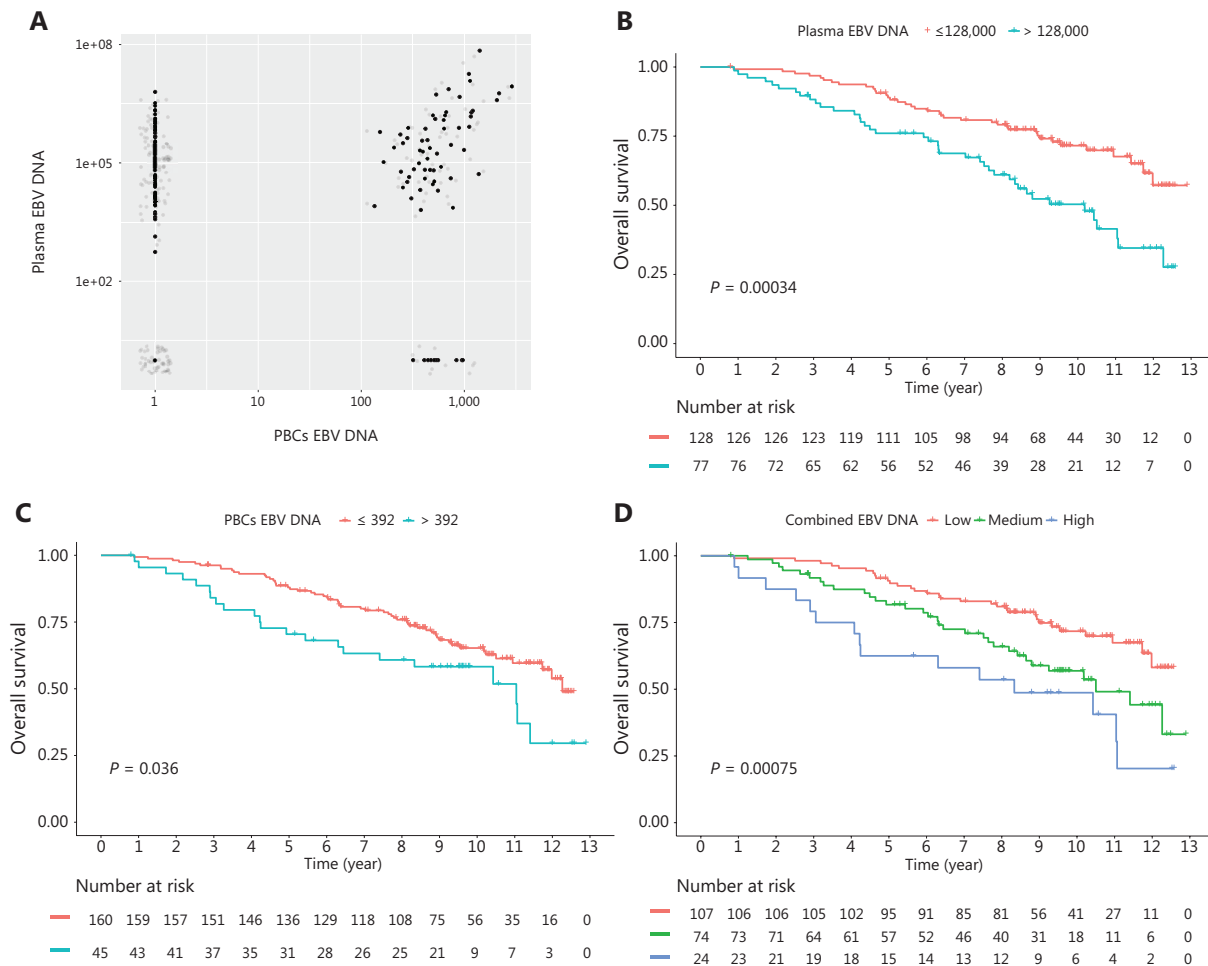 A
1e+08
1e+05
1e+02
Plasma EBV DNA
1 10 100 1,000
PBCs EBV DNA
B
Plasma EBV DNA ≤128,000 > 128,000
1.00
0.75
0.50
0.25
0.00
Overall survival
P = 0.00034
0 1 2 3 4 5 6 7 8 9 10 11 12 13
Time (year)
Number at risk
128 126 126 123 119 111 105 98 94 68 44 30 12 0
77 76 72 65 62 56 52 46 39 28 21 12 7 0
C
PBCs EBV DNA ≤ 392 > 392
1.00
0.75
0.50
0.25
0.00
Overall survival
P = 0.036
0 1 2 3 4 5 6 7 8 9 10 11 12 13
Time (year)
Number at risk
160 159 157 151 146 136 129 118 108 75 56 35 16 0
45 43 41 37 35 31 28 26 25 21 9 7 3 0
D
Combined EBV DNA Low Medium High
1.00
0.75
0.50
0.25
0.00
Overall survival
P = 0.00075
0 1 2 3 4 5 6 7 8 9 10 11 12 13
Time (year)
Number at risk
107 106 106 105 102 95 91 85 81 56 41 27 11 0
74 73 71 64 61 57 52 46 40 31 18 11 6 0
24 23 21 19 18 15 14 13 12 9 6 4 2 0